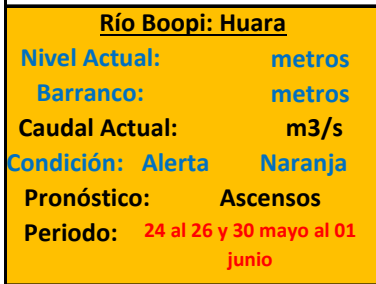 Río Boopi: Huara
Nivel Actual: metros
Barranco: metros
Caudal Actual: m3/s
Condición: Alerta Naranja
Pronóstico: Ascensos
Periodo: 24 al 26 y 30 mayo al 01
junio